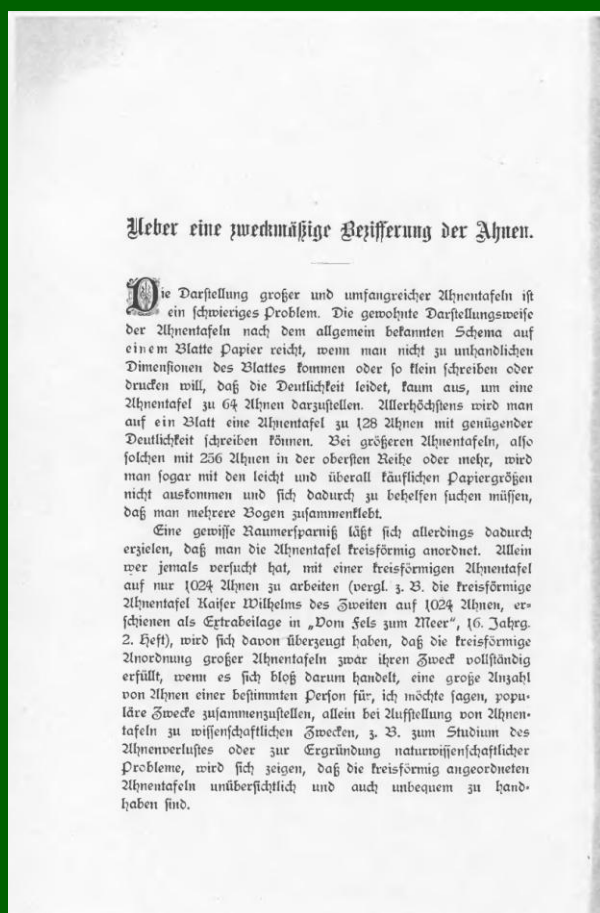 Ueber eine zweckmäßige Bezifferung der Ahnen.
Die Darstellung großer und umfangreicher Ahnentafeln ist
ein schwieriges Problem. Die gewohnte Darstellungsweise
der Ahnentafeln nach dem allgemein bekannten Schema auf
einem Blatte Papier reicht, wenn man nicht zu unhandlichen
Dimensionen des Blattes kommen oder so klein schreiben oder
drucken will, daß die Deutlichkeit leidet, kaum aus, um eine
Ahnentafel zu 64 Ahnen darzustellen. Allerhöchstens wird man
auf ein Blatt eine Ahnentafel zu 128 Ahnen mit genügender
Deutlichkeit schreiben können. Bei größeren Ahnentafeln, also
solchen mit 256 Ahnen in der obersten Reihe oder mehr, wird
man sogar mit den leicht und überall käuflichen Papiergrößen
nicht auskommen und sich dadurch zu behelfen suchen müssen,
daß man mehrere Bogen zusammenklebt.
Eine gewisse Raumersparniß läßt sich allerdings dadurch
erzielen, daß man die Ahnentafel kreisförmig anordnet. Allein
wer jemals versucht hat, mit einer kreisförmigen Ahnentafel
auf nur 1024 Ahnen zu arbeiten (vergl. z. B. die kreisförmige
Ahnentafel Kaiser Wilhelms des Zweiten auf 1024 Ahnen, er-
schienen als Extrabeilage in „Vom Fels zum Meer“, 16. Jahrg.
2. Heft), wird sich davon überzeugt haben, daß die kreisförmige
Anordnung großer Ahnentafeln zwar ihren Zweck vollständig
erfüllt, wenn es sich bloß darum handelt, eine große Anzahl
von Ahnen einer bestimmten Person für, ich möchte sagen, popu-
läre Zwecke zusammenzustellen, allein bei Aufstellung von Ahnen-
tafeln zu wissenschaftlichen Zwecken, z. B. zum Studium des
Ahnenverlustes oder zur Ergründung naturwissenschaftlicher
Probleme, wird sich zeigen, daß die kreisförmig angeordneten
Ahnentafeln unübersichtlich und auch unbequem zu hand-
haben sind.